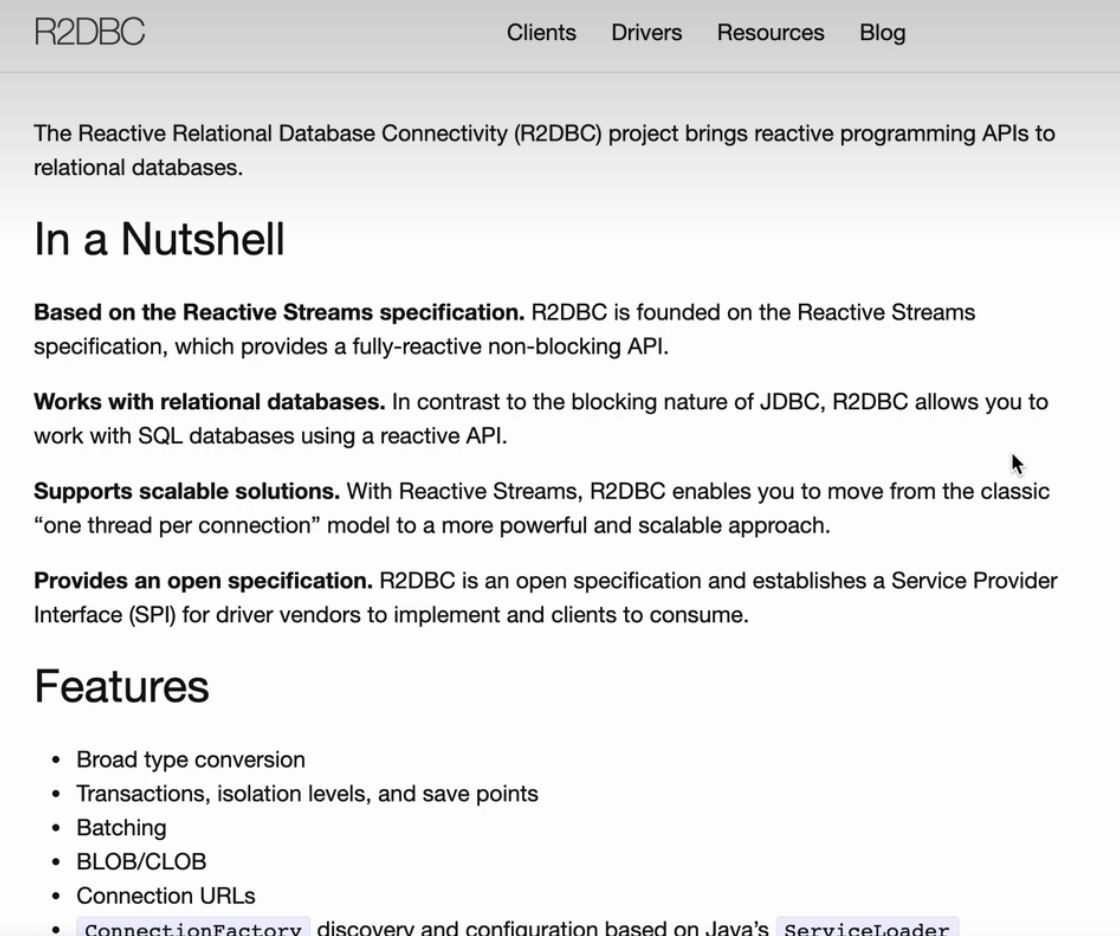 R2DBC
Clients Drivers Resources Blog
The Reactive Relational Database Connectivity (R2DBC) project brings reactive programming APIs to
relational databases.
In a Nutshell
Based on the Reactive Streams specification. R2DBC is founded on the Reactive Streams
specification, which provides a fully-reactive non-blocking API.
Works with relational databases. In contrast to the blocking nature of JDBC, R2DBC allows you to
work with SQL databases using a reactive API.
Supports scalable solutions. With Reactive Streams, R2DBC enables you to move from the classic
“one thread per connection” model to a more powerful and scalable approach.
Provides an open specification. R2DBC is an open specification and establishes a Service Provider
Interface (SPI) for driver vendors to implement and clients to consume.
Features
• Broad type conversion
• Transactions, isolation levels, and save points
• Batching
• BLOB/CLOB
• Connection URLs
• ConnectionFactory discovery and configuration based on Java’s ServiceLoader